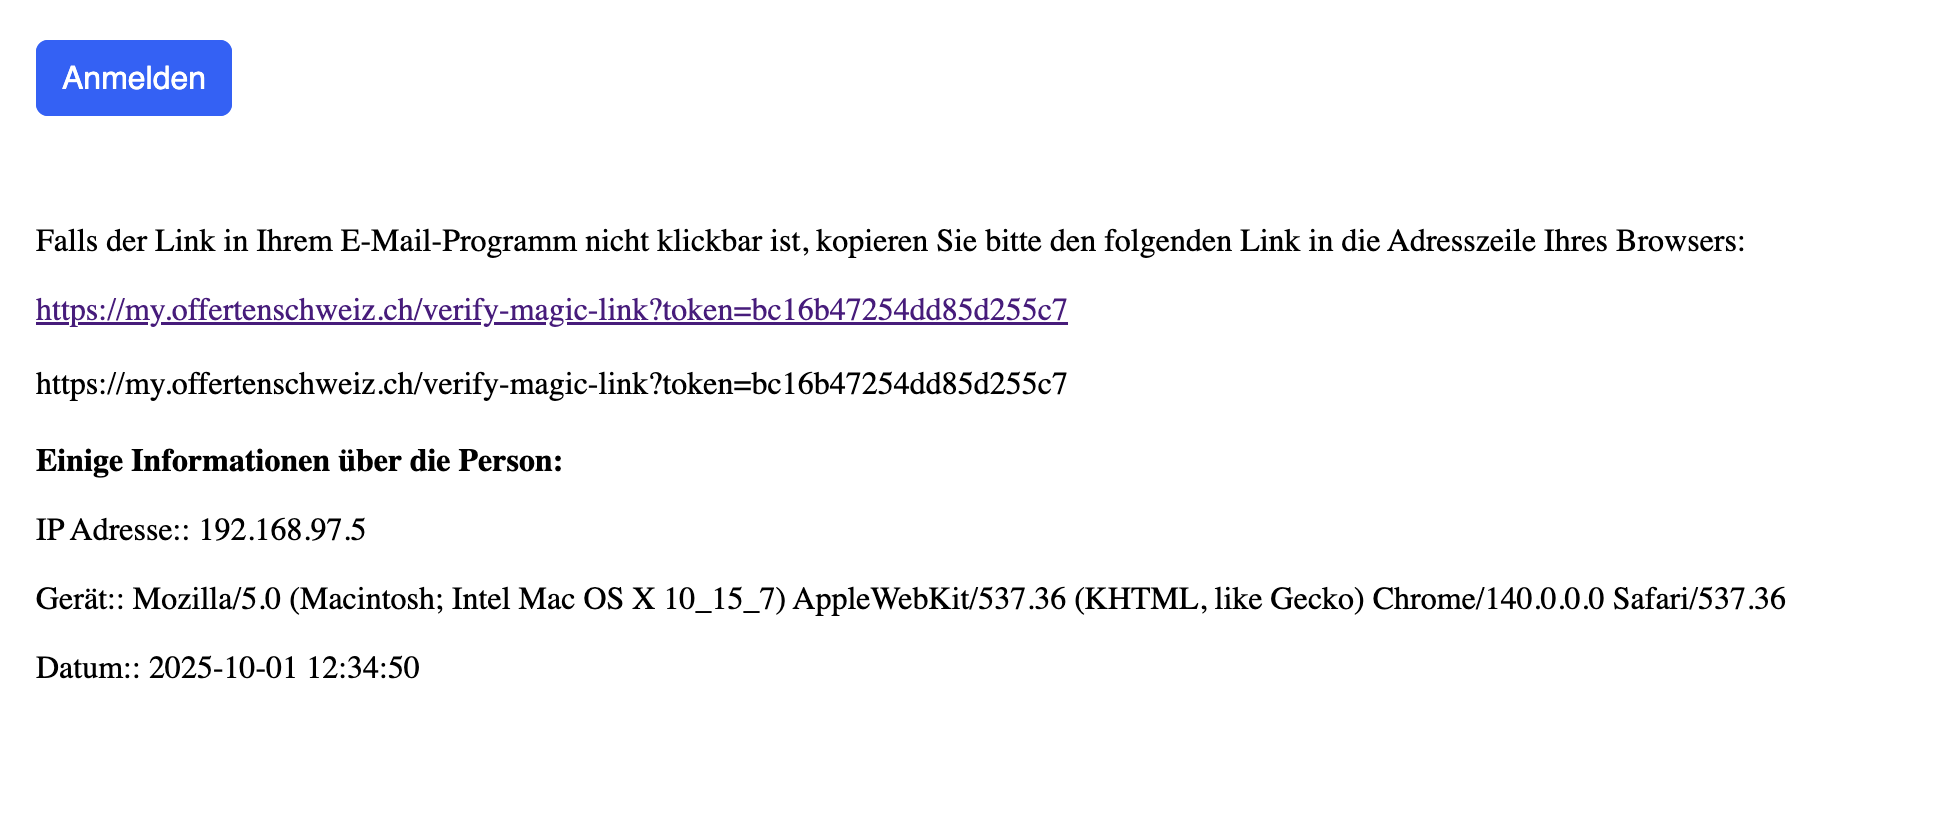 Anmelden
Falls der Link in Ihrem E-Mail-Programm nicht klickbar ist, kopieren Sie bitte den folgenden Link in die Adresszeile Ihres Browsers:
https://my.offertenschweiz.ch/verify-magic-link?token=bc16b47254dd85d255c7
https://my.offertenschweiz.ch/verify-magic-link?token=bc16b47254dd85d255c7
Einige Informationen über die Person:
IP Adresse:: 192.168.97.5
Gerät:: Mozilla/5.0 (Macintosh; Intel Mac OS X 10_15_7) AppleWebKit/537.36 (KHTML, like Gecko) Chrome/140.0.0.0 Safari/537.36
Datum:: 2025-10-01 12:34:50